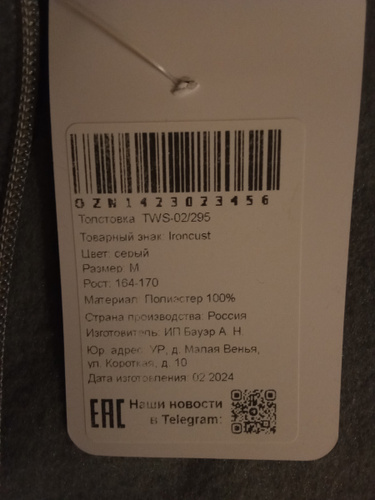 OZN1423023456
Толстовка TWS-02/295
Товарный знак: Ironcust
Цвет: серый
Размер: M
Рост: 164-170
Материал: Полиэстер 100%
Страна производства: Россия
Изготовитель: ИП Бауэр А. Н.
Юр. адрес: УР, д. Малая Венья,
ул. Короткая, д. 10
Дата изготовления: 02.2024
EAC
Наши новости
в Telegram: